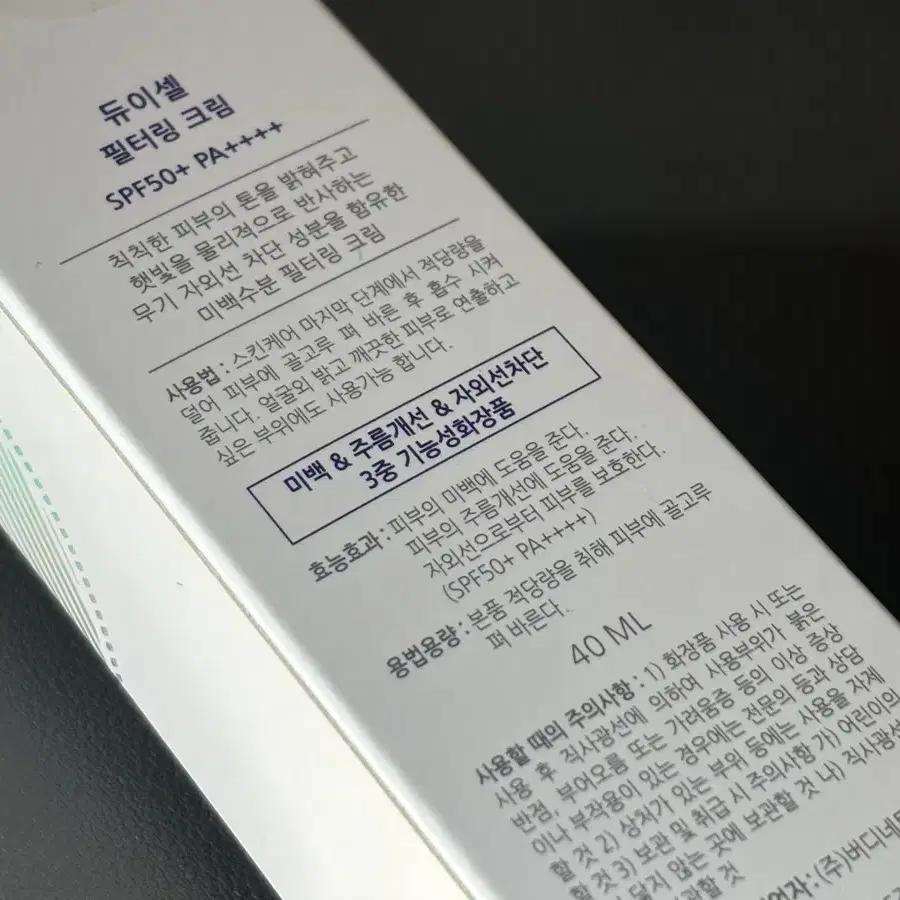 듀이셀
필터링 크림
SPF50+ PA++++
칙칙한 피부의 톤을 밝혀주고
햇빛을 물리적으로 반사하는
무기 자외선 차단 성분을 함유한
미백수분 필터링 크림
사용법 : 스킨케어 마지막 단계에서 적당량을
덜어 피부에 골고루 펴 바른 후 흡수 시켜
줍니다. 얼굴외 밝고 깨끗한 피부로 연출하고
싶은 부위에도 사용가능 합니다.
미백 & 주름개선 & 자외선차단
3중 기능성화장품
효능효과 : 피부의 미백에 도움을 준다.
피부의 주름개선에 도움을 준다.
자외선으로부터 피부를 보호한다.
(SPF50+ PA++++)
용법용량 : 본품 적당량을 취해 피부에 골고루
펴 바른다.
40 ML
사용할 때의 주의사항 : 1) 화장품 사용 시 또는
사용 후 직사광선에 의하여 사용부위가 붉은
반점, 부어오름 또는 가려움증 등의 이상 증상
이나 부작용이 있는 경우에는 전문의 등과 상담
할 것 2) 상처가 있는 부위 등에는 사용을 자제
할 것 3) 보관 및 취급 시 주의사항 가) 어린이의
닿지 않는 곳에 보관할 것 나) 직사광선
보관할 것
(주)버디네트